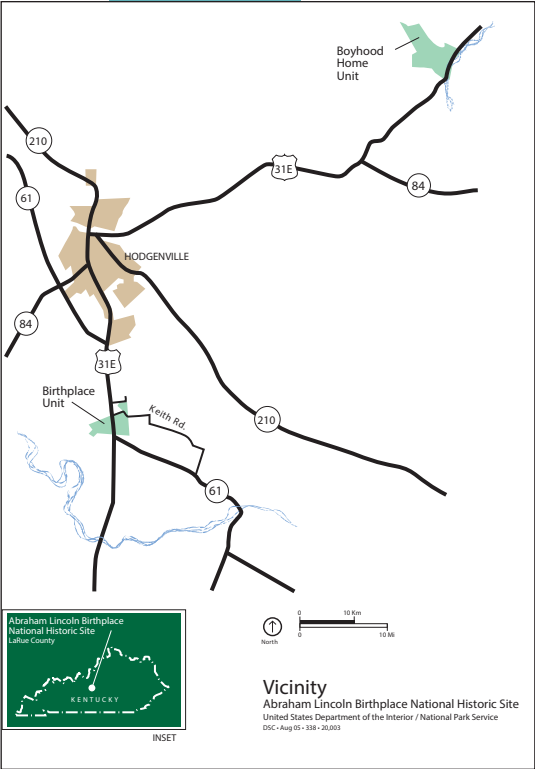 Boyhood
Home
Unit
210
31E
61
84
HODGENVILLE
84
31E
Birthplace
Unit
Keith Rd.
210
61
Abraham Lincoln Birthplace
National Historic Site
LaRue County
KENTUCKY
INSET
North
0 10 Km
0 10 Mi
Vicinity
Abraham Lincoln Birthplace National Historic Site
United States Department of the Interior / National Park Service
DSC • Aug 05 • 338 • 20,003